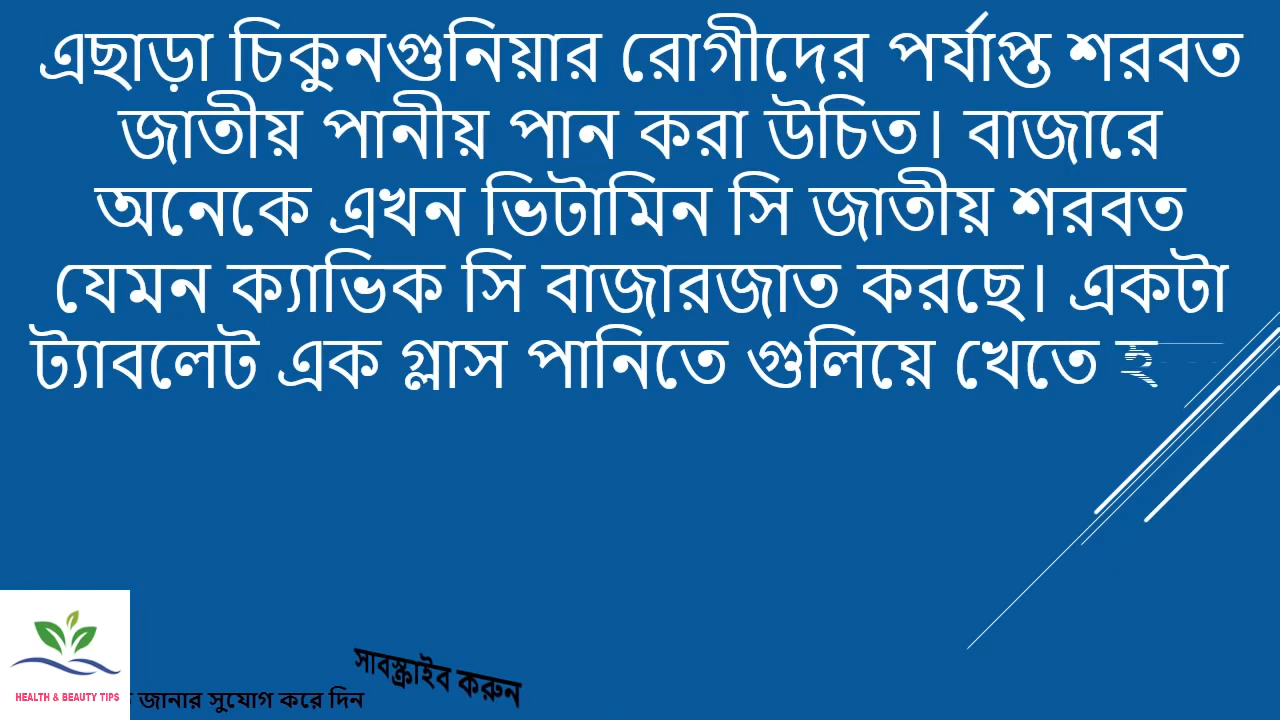 এছাড়া চিকুনগুনিয়ার রোগীদের পর্যাপ্ত শরবত
জাতীয় পানীয় পান করা উচিত। বাজারে
অনেকে এখন ভিটামিন সি জাতীয় শরবত
যেমন ক্যাভিক সি বাজারজাত করছে। একটা
ট্যাবলেট এক গ্লাস পানিতে গুলিয়ে খেতে
সাবস্ক্রাইব করুন
HEALTH & BEAUTY TIPS
জানার সুযোগ করে দিন